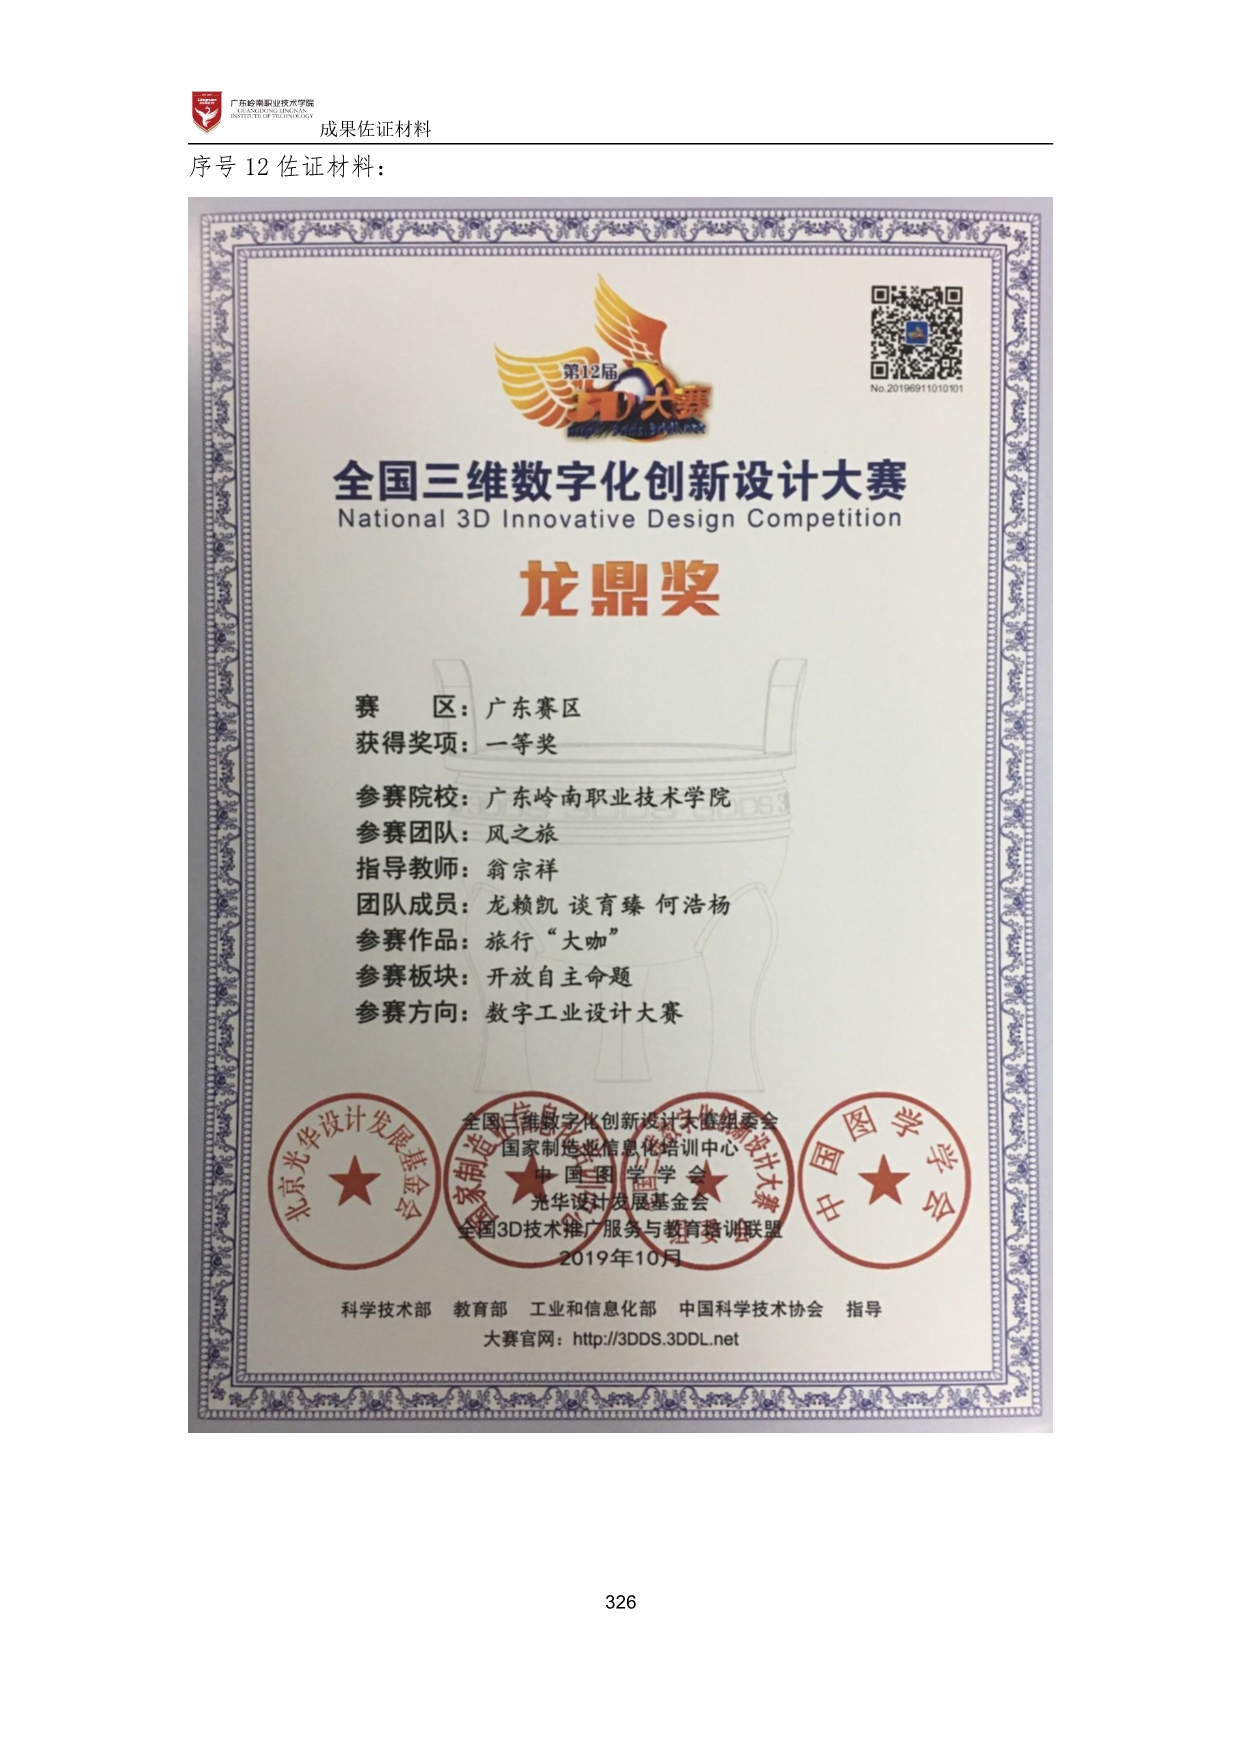 广东岭南职业技术学院
GUANGDONG LINGNAN
INSTITUTE OF TECHNOLOGY
成果佐证材料
序号 12 佐证材料：
第12届
3D大赛
No.20196911010101
全国三维数字化创新设计大赛
National 3D Innovative Design Competition
龙鼎奖
赛 区：广东赛区
获得奖项：一等奖
参赛院校：广东岭南职业技术学院
参赛团队：风之旅
指导教师：翁宗祥
团队成员：龙赖凯 谈育臻 何浩杨
参赛作品：旅行“大咖”
参赛板块：开放自主命题
参赛方向：数字工业设计大赛
北京光华设计发展基金会
中国图学学会
全国三维数字化创新设计大赛组委会
国家制造业信息化培训中心
中国图学学会
光华设计发展基金会
全国3D技术推广服务与教育培训联盟
2019年10月
科学技术部 教育部 工业和信息化部 中国科学技术协会 指导
大赛官网：http://3DDS.3DDL.net
326